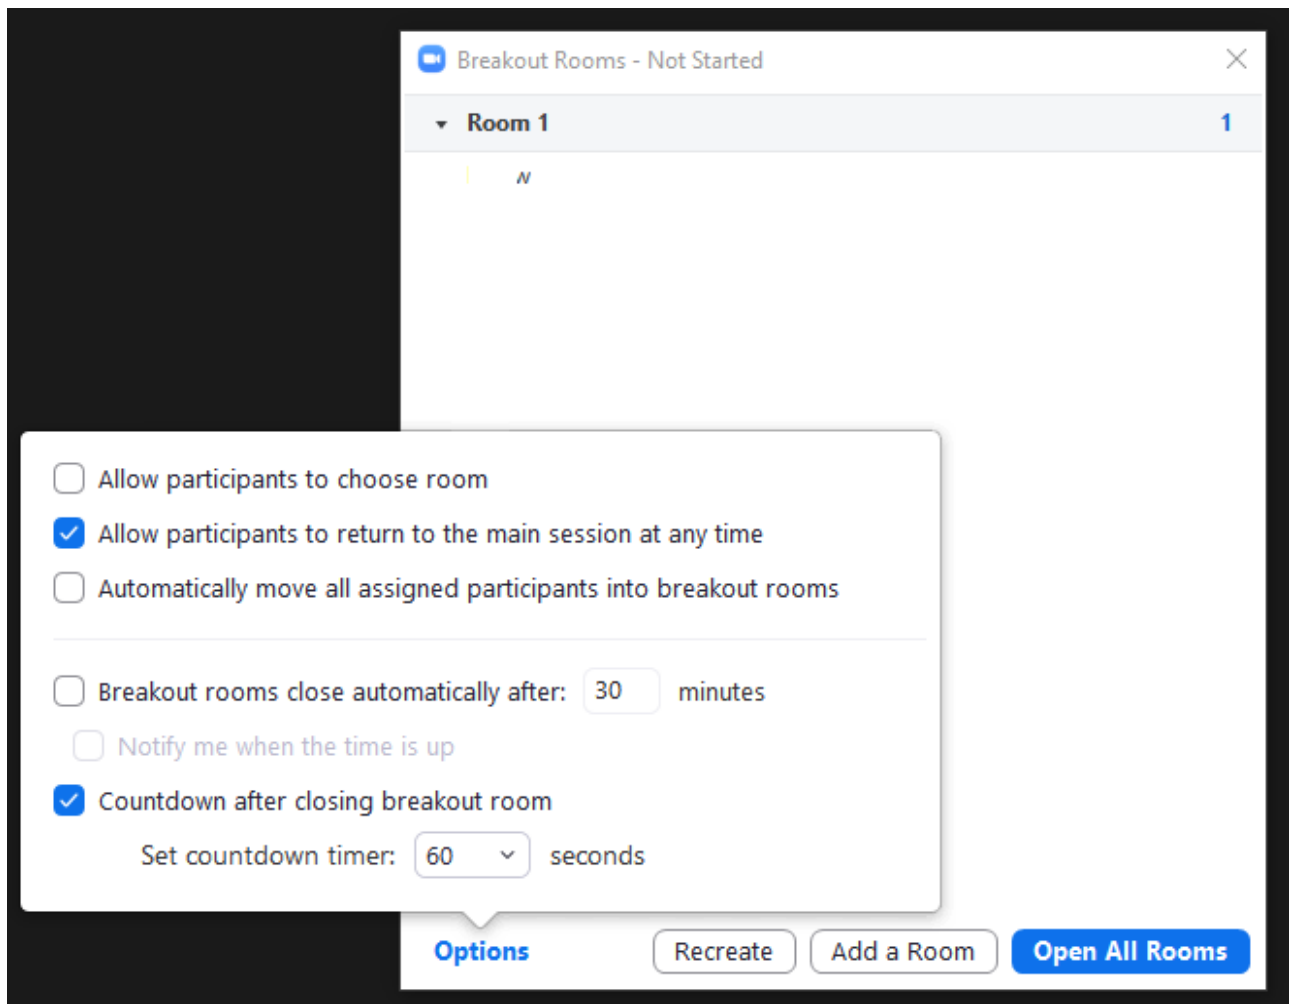 Breakout Rooms - Not Started
Room 1 1
Allow participants to choose room
Allow participants to return to the main session at any time
Automatically move all assigned participants into breakout rooms
Breakout rooms close automatically after: 30 minutes
Notify me when the time is up
Countdown after closing breakout room
Set countdown timer: 60 seconds
Options Recreate Add a Room Open All Rooms